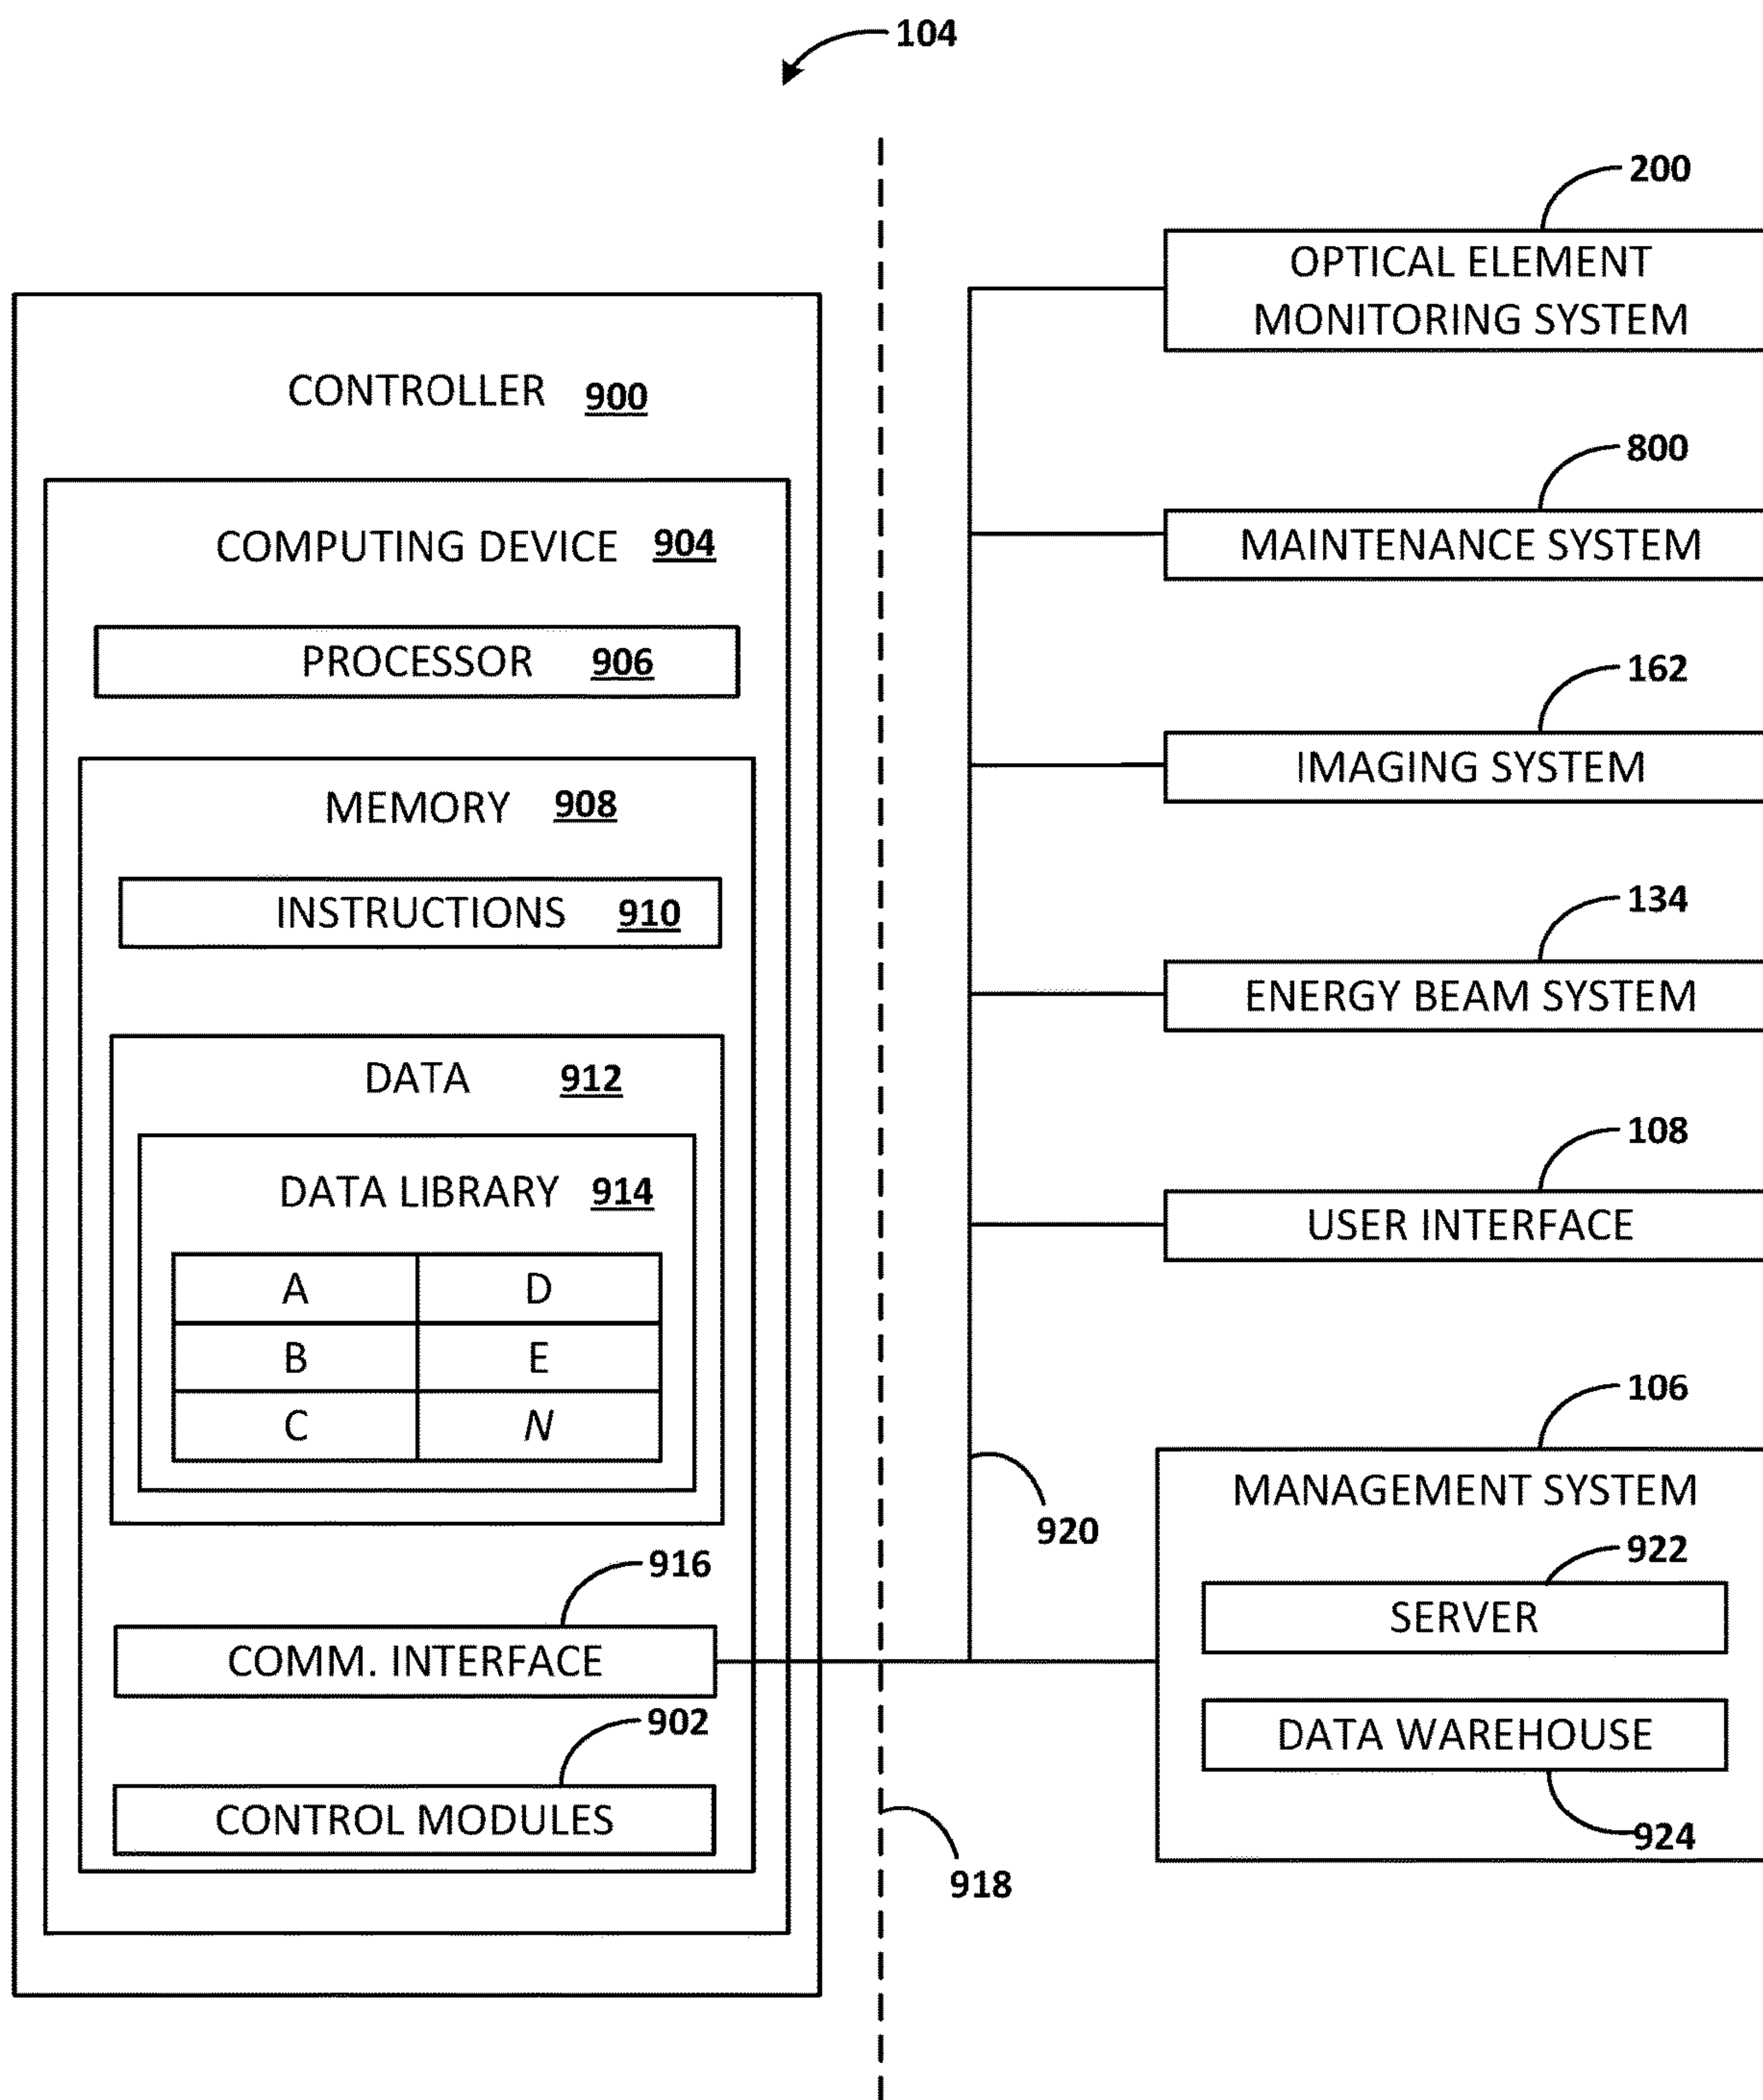 104
CONTROLLER 900
COMPUTING DEVICE 904
PROCESSOR 906
MEMORY 908
INSTRUCTIONS 910
DATA 912
DATA LIBRARY 914
A D
B E
C N
916
COMM. INTERFACE
902
CONTROL MODULES
918
920
200
OPTICAL ELEMENT
MONITORING SYSTEM
800
MAINTENANCE SYSTEM
162
IMAGING SYSTEM
134
ENERGY BEAM SYSTEM
108
USER INTERFACE
106
MANAGEMENT SYSTEM
922
SERVER
DATA WAREHOUSE
924